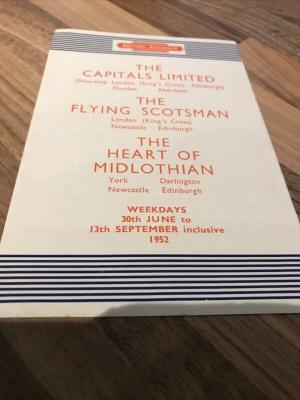 BRITISH RAILWAYS
THE
CAPITALS LIMITED
(Non-stop London (King's Cross) - Edinburgh)
Dundee Aberdeen
THE
FLYING SCOTSMAN
London (King's Cross)
Newcastle Edinburgh
THE
HEART OF
MIDLOTHIAN
York Darlington
Newcastle Edinburgh
WEEKDAYS
30th JUNE to
13th SEPTEMBER inclusive
1952